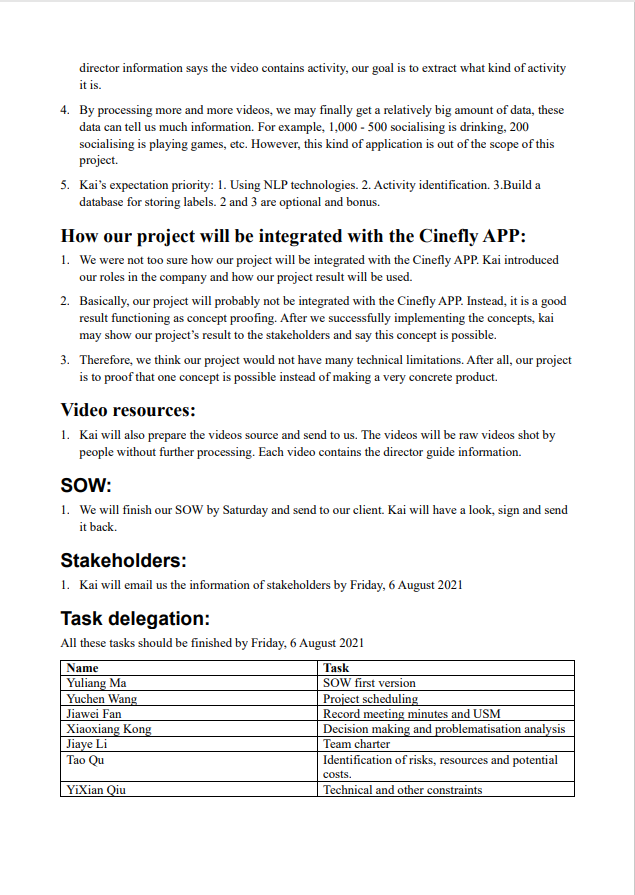 director information says the video contains activity, our goal is to extract what kind of activity
it is.
4. By processing more and more videos, we may finally get a relatively big amount of data, these
data can tell us much information. For example, 1,000 - 500 socialising is drinking, 200
socialising is playing games, etc. However, this kind of application is out of the scope of this
project.
5. Kai's expectation priority: 1. Using NLP technologies. 2. Activity identification. 3.Build a
database for storing labels. 2 and 3 are optional and bonus.
How our project will be integrated with the Cinefly APP:
1. We were not too sure how our project will be integrated with the Cinefly APP. Kai introduced
our roles in the company and how our project result will be used.
2. Basically, our project will probably not be integrated with the Cinefly APP. Instead, it is a good
result functioning as concept proofing. After we successfully implementing the concepts, kai
may show our project's result to the stakeholders and say this concept is possible.
3. Therefore, we think our project would not have many technical limitations. After all, our project
is to proof that one concept is possible instead of making a very concrete product.
Video resources:
1. Kai will also prepare the videos source and send to us. The videos will be raw videos shot by
people without further processing. Each video contains the director guide information.
SOW:
1. We will finish our SOW by Saturday and send to our client. Kai will have a look, sign and send
it back.
Stakeholders:
1. Kai will email us the information of stakeholders by Friday, 6 August 2021
Task delegation:
All these tasks should be finished by Friday, 6 August 2021
Name Task
Yuliang Ma SOW first version
Yuchen Wang Project scheduling
Jiawei Fan Record meeting minutes and USM
Xiaoxiang Kong Decision making and problematisation analysis
Jiaye Li Team charter
Tao Qu Identification of risks, resources and potential
costs.
YiXian Qiu Technical and other constraints